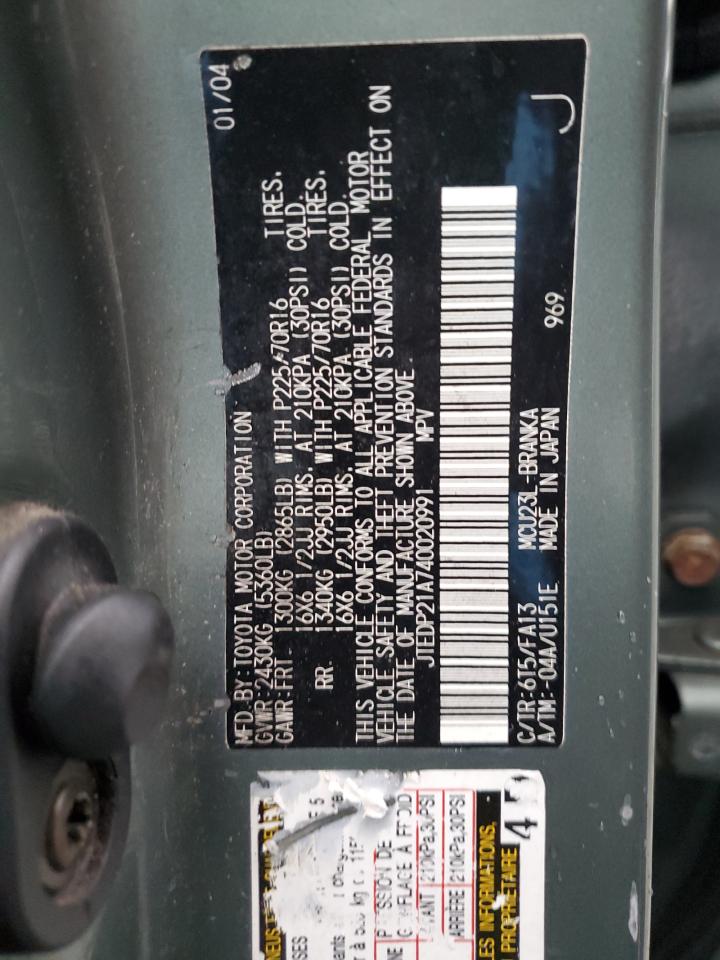 01/04
MFD.BY:TOYOTA MOTOR CORPORATION
GVWR:2430KG (5360LB)
GAWR:FRT 1300KG (2865LB) WITH P225/70R16 TIRES.
16X6 1/2JJ RIMS. AT 210KPA (30PSI) COLD.
RR. 1340KG (2950LB) WITH P225/70R16 TIRES.
16X6 1/2JJ RIMS. AT 210KPA (30PSI) COLD.
THIS VEHICLE CONFORMS TO ALL APPLICABLE FEDERAL MOTOR
VEHICLE SAFETY AND THEFT PREVENTION STANDARDS IN EFFECT ON
THE DATE OF MANUFACTURE SHOWN ABOVE.
JTEDP21A740020991 MPV
C/TR:6T5/FA13 MCU23L-BRANKA 969
A/TM:-04A/U151E MADE IN JAPAN
J
DE
À
210kPa,30PSI
ARRIÈRE 210kPa,30PSI
LES INFORMATIONS,
PROPRIÉTAIRE
4